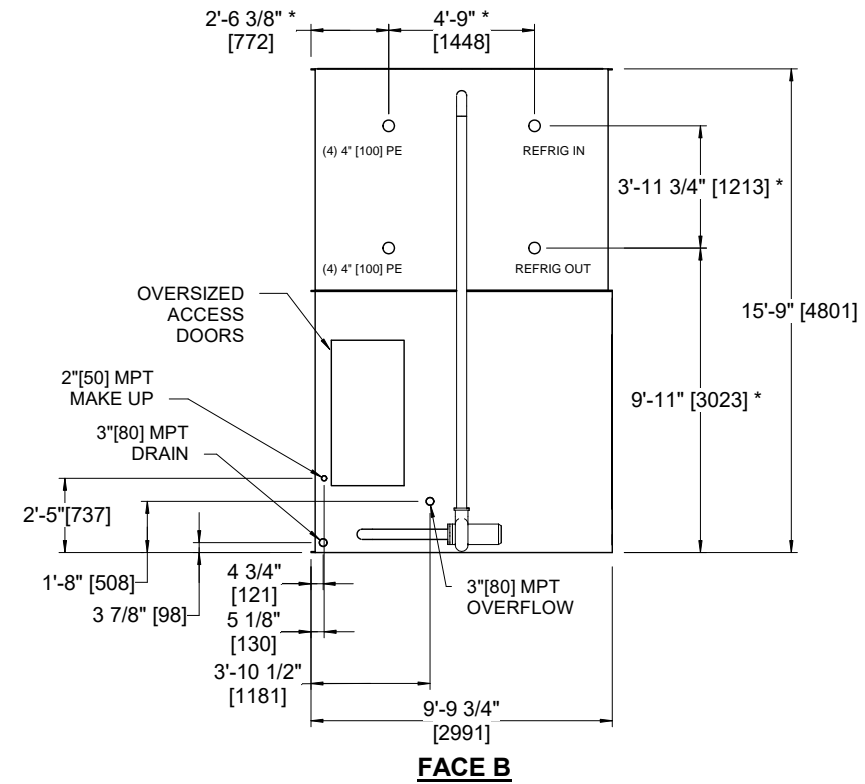 2'-6 3/8" *
[772]
4'-9" *
[1448]
(4) 4" [100] PE
REFRIG IN
3'-11 3/4" [1213] *
(4) 4" [100] PE
REFRIG OUT
OVERSIZED
ACCESS
DOORS
15'-9" [4801]
2"[50] MPT
MAKE UP
9'-11" [3023] *
3"[80] MPT
DRAIN
2'-5"[737]
1'-8" [508]
3 7/8" [98]
4 3/4"
[121]
3"[80] MPT
OVERFLOW
5 1/8"
[130]
3'-10 1/2"
[1181]
9'-9 3/4"
[2991]
FACE B